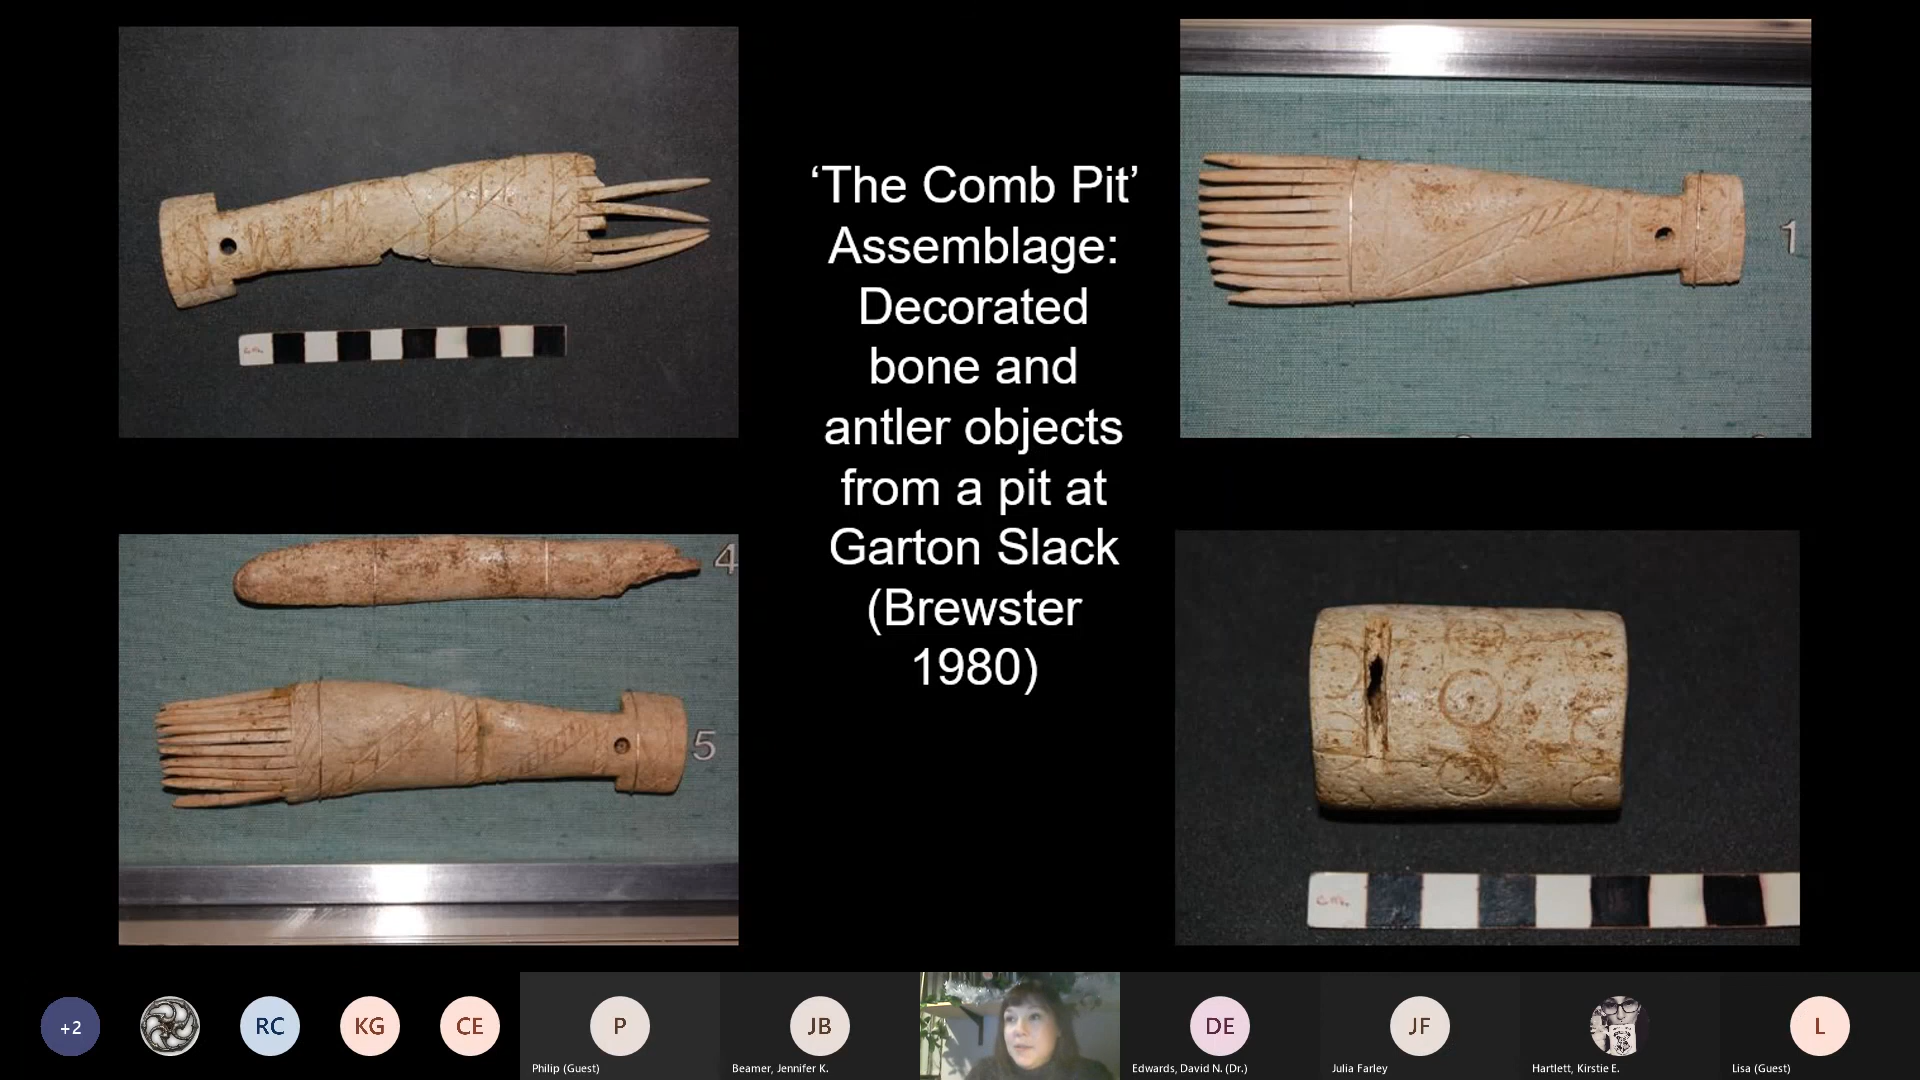 ‘The Comb Pit’
Assemblage:
Decorated
bone and
antler objects
from a pit at
Garton Slack
(Brewster
1980)
1
4
5
+2
RC
KG
CE
P
Philip (Guest)
JB
Beamer, Jennifer K.
DE
Edwards, David N. (Dr.)
JF
Julia Farley
Hartlett, Kirstie E.
L
Lisa (Guest)